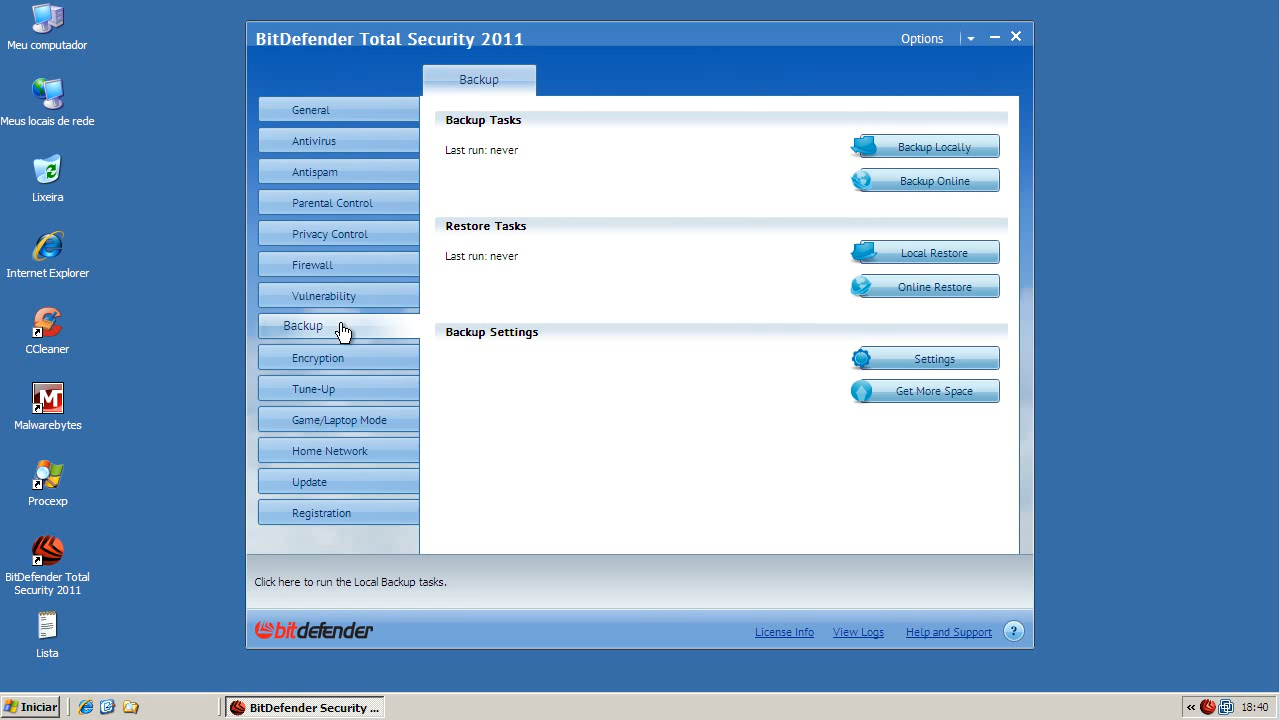 Meu computador
Meus locais de rede
Lixeira
Internet Explorer
CCleaner
Malwarebytes
Procexp
BitDefender Total
Security 2011
Lista
BitDefender Total Security 2011
Options
Backup
General
Antivirus
Antispam
Parental Control
Privacy Control
Firewall
Vulnerability
Backup
Encryption
Tune-Up
Game/Laptop Mode
Home Network
Update
Registration
Backup Tasks
Last run: never
Backup Locally
Backup Online
Restore Tasks
Last run: never
Local Restore
Online Restore
Backup Settings
Settings
Get More Space
Click here to run the Local Backup tasks.
bitdefender
License Info
View Logs
Help and Support
?
Iniciar
BitDefender Security ...
«
18:40